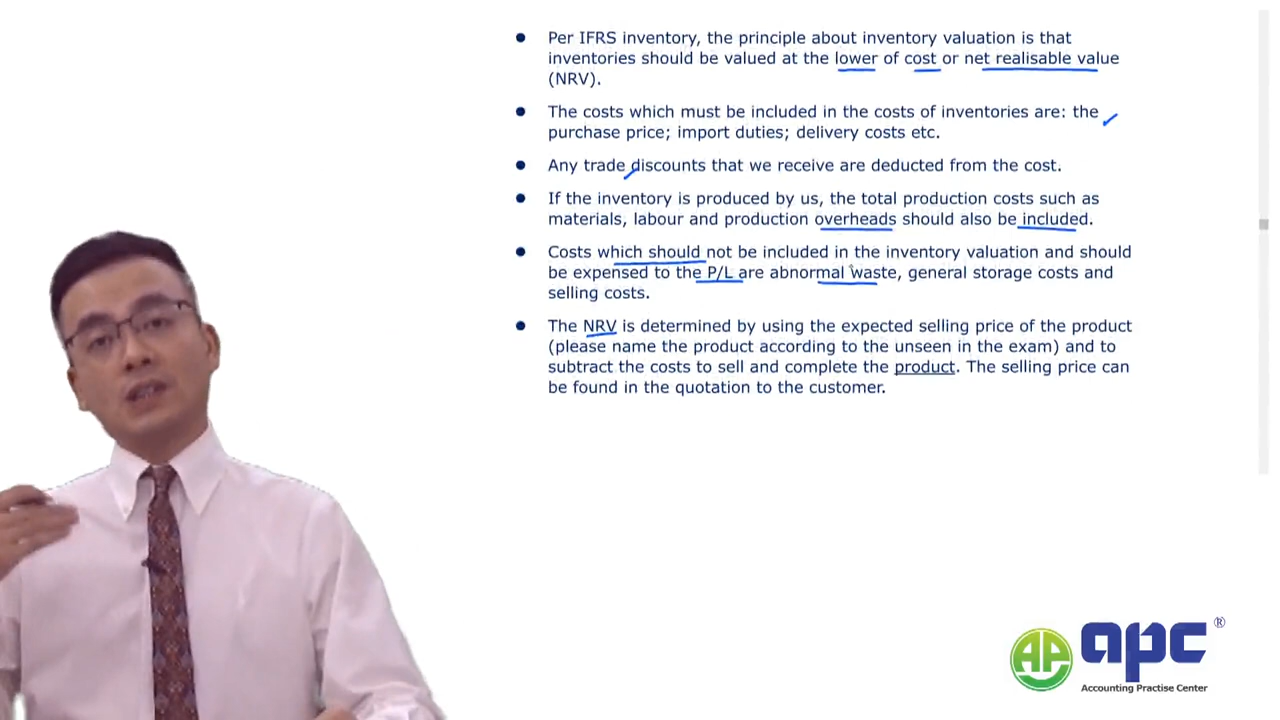 ● Per IFRS inventory, the principle about inventory valuation is that
inventories should be valued at the lower of cost or net realisable value
(NRV).
● The costs which must be included in the costs of inventories are: the
purchase price; import duties; delivery costs etc.
● Any trade discounts that we receive are deducted from the cost.
● If the inventory is produced by us, the total production costs such as
materials, labour and production overheads should also be included.
● Costs which should not be included in the inventory valuation and should
be expensed to the P/L are abnormal waste, general storage costs and
selling costs.
● The NRV is determined by using the expected selling price of the product
(please name the product according to the unseen in the exam) and to
subtract the costs to sell and complete the product. The selling price can
be found in the quotation to the customer.
AP apc ®
Accounting Practise Center